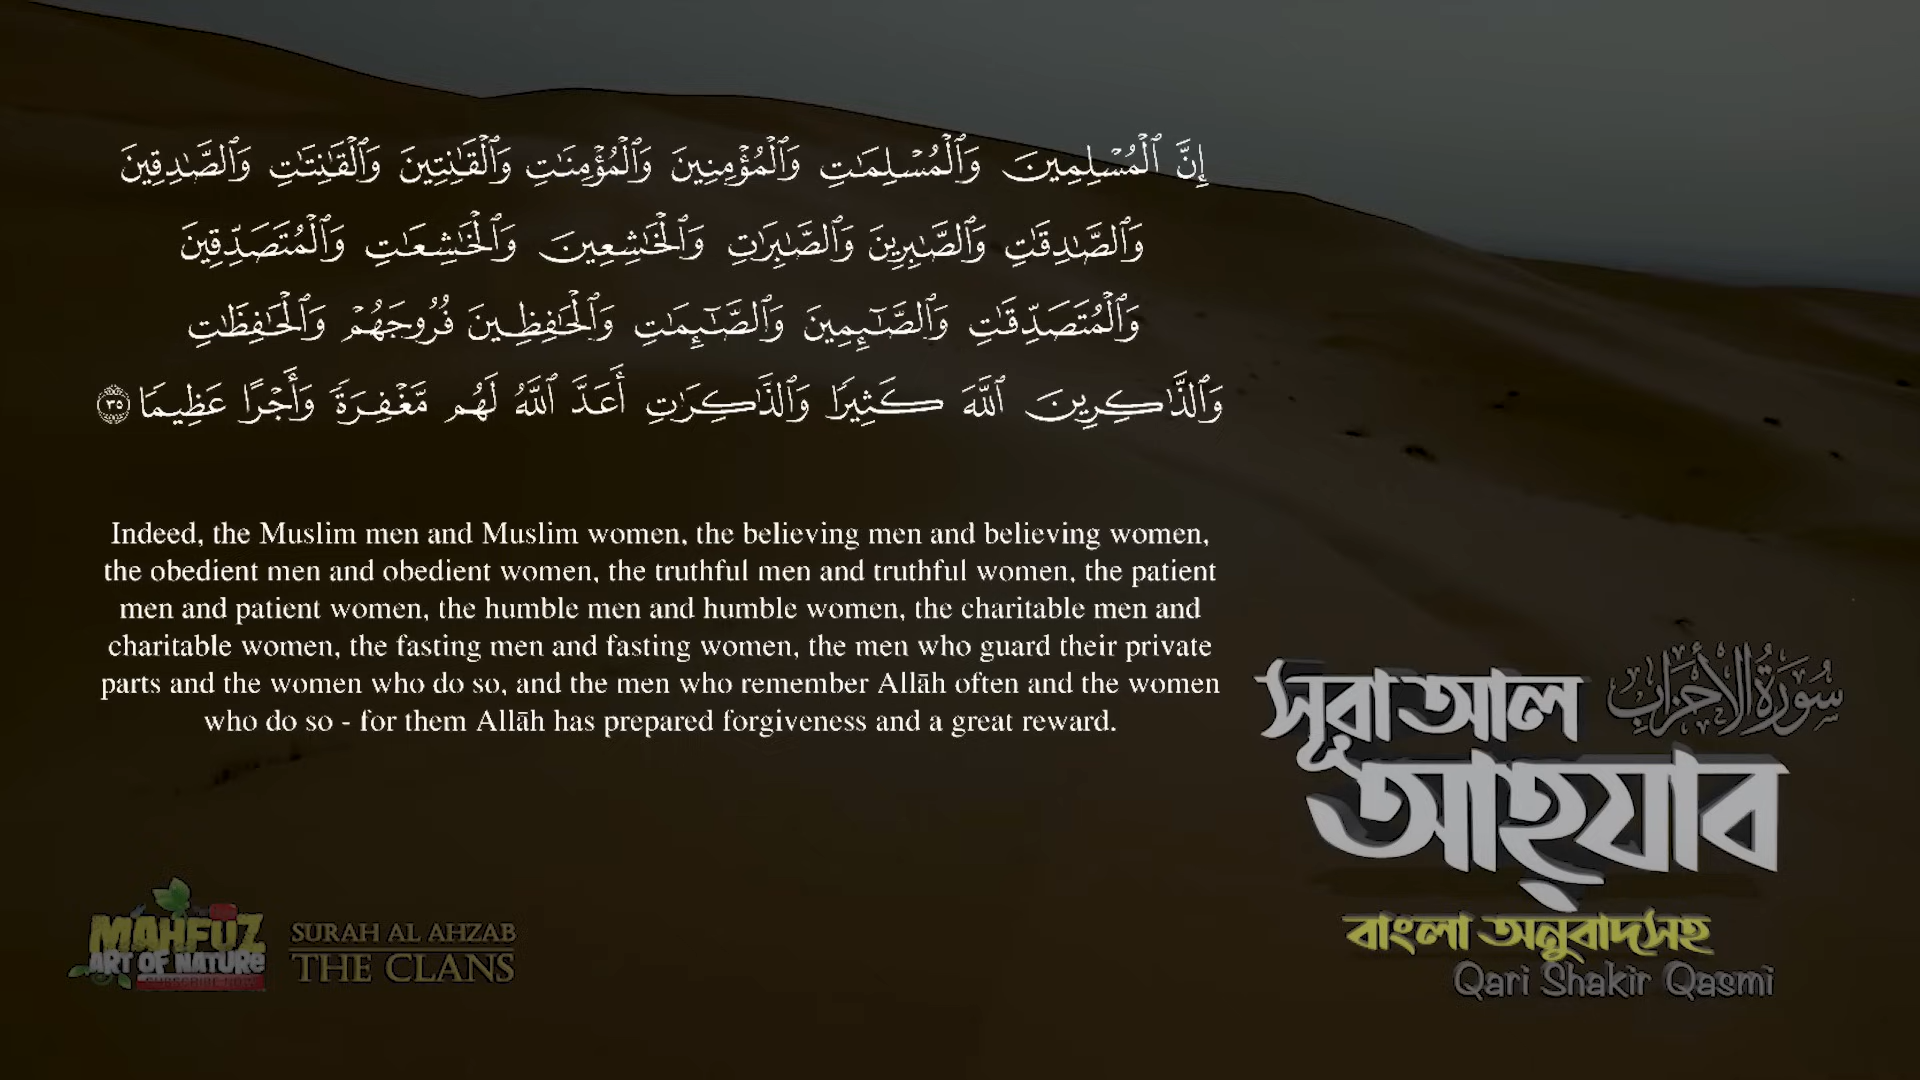 إِنَّ ٱلْمُسْلِمِينَ وَٱلْمُسْلِمَـٰتِ وَٱلْمُؤْمِنِينَ وَٱلْمُؤْمِنَـٰتِ وَٱلْقَـٰنِتِينَ وَٱلْقَـٰنِتَـٰتِ وَٱلصَّـٰدِقِينَ
وَٱلصَّـٰدِقَـٰتِ وَٱلصَّـٰبِرِينَ وَٱلصَّـٰبِرَٰتِ وَٱلْخَـٰشِعِينَ وَٱلْخَـٰشِعَـٰتِ وَٱلْمُتَصَدِّقِينَ
وَٱلْمُتَصَدِّقَـٰتِ وَٱلصَّـٰٓئِمِينَ وَٱلصَّـٰٓئِمَـٰتِ وَٱلْحَـٰفِظِينَ فُرُوجَهُمْ وَٱلْحَـٰفِظَـٰتِ
وَٱلذَّٰكِرِينَ ٱللَّهَ كَثِيرًا وَٱلذَّٰكِرَٰتِ أَعَدَّ ٱللَّهُ لَهُم مَّغْفِرَةً وَأَجْرًا عَظِيمًا ٣٥
Indeed, the Muslim men and Muslim women, the believing men and believing women,
the obedient men and obedient women, the truthful men and truthful women, the patient
men and patient women, the humble men and humble women, the charitable men and
charitable women, the fasting men and fasting women, the men who guard their private
parts and the women who do so, and the men who remember Allāh often and the women
who do so - for them Allāh has prepared forgiveness and a great reward.
সূরা আল
سورة الأحزاب
আহ্‌যাব
বাংলা অনুবাদসহ
Qari Shakir Qasmi
MAHFUZ
ART OF NATURE
SUBSCRIBE NOW
SURAH AL AHZAB
THE CLANS